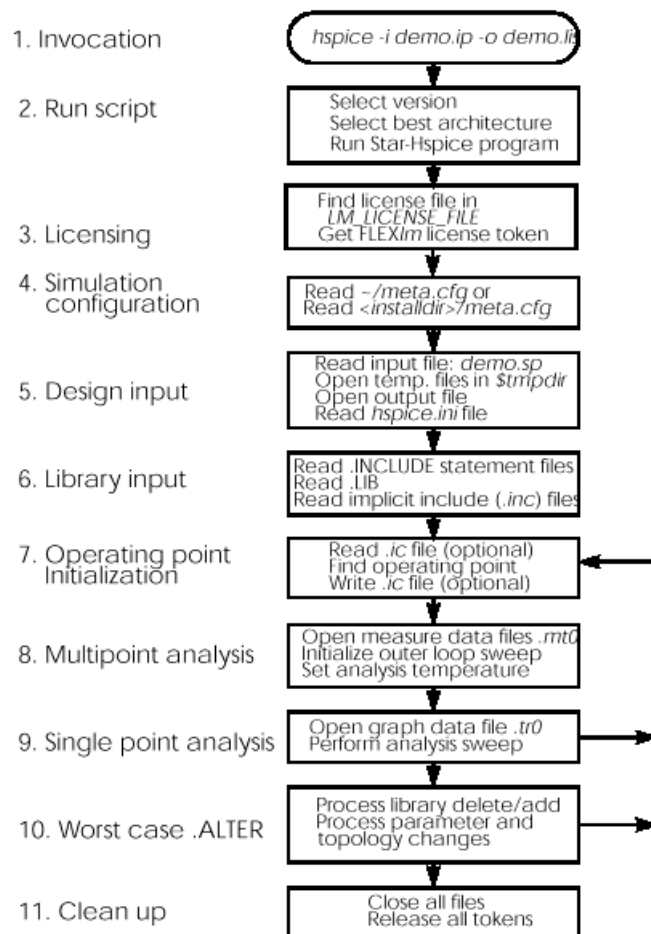 1. Invocation
hspice -i demo.ip -o demo.lis
2. Run script
Select version
Select best architecture
Run Star-Hspice program
3. Licensing
Find license file in
LM_LICENSE_FILE
Get FLEXlm license token
4. Simulation
configuration
Read ~/meta.cfg or
Read <installdir>/meta.cfg
5. Design input
Read input file: demo.sp
Open temp. files in $tmpdir
Open output file
Read hspice.ini file
6. Library input
Read .INCLUDE statement files
Read .LIB
Read implicit include (.inc) files
7. Operating point
Initialization
Read .ic file (optional)
Find operating point
Write .ic file (optional)
8. Multipoint analysis
Open measure data files .mt0
Initialize outer loop sweep
Set analysis temperature
9. Single point analysis
Open graph data file .tr0
Perform analysis sweep
10. Worst case .ALTER
Process library delete/add
Process parameter and
topology changes
11. Clean up
Close all files
Release all tokens